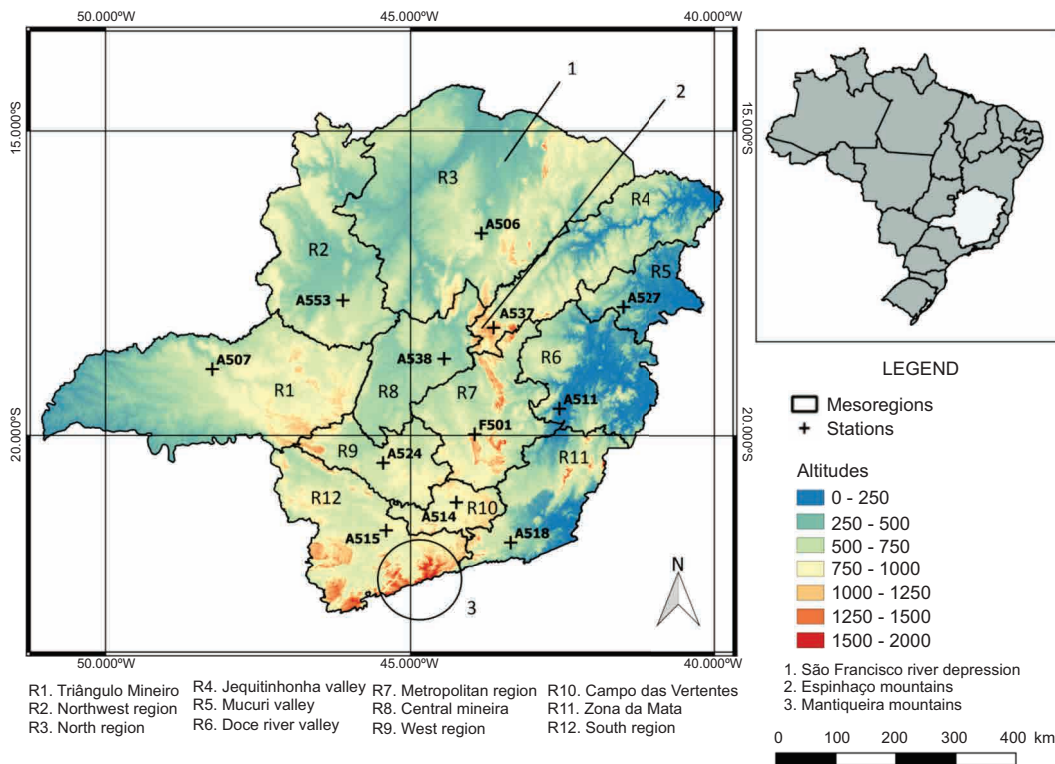 50.000ºW 45.000ºW 40.000ºW
15.000ºS
15.000ºS
20.000ºS
20.000ºS
1
2
R3
R4
A506
R2
R5
A553
A527
A537
A507
A538
R6
R1
R8
R7
A511
F501
R9
A524
R11
R12
A514
R10
A515
A518
3
N
50.000ºW 45.000ºW 40.000ºW
LEGEND
Mesoregions
Stations
Altitudes
0 - 250
250 - 500
500 - 750
750 - 1000
1000 - 1250
1250 - 1500
1500 - 2000
1. São Francisco river depression
2. Espinhaço mountains
3. Mantiqueira mountains
0 100 200 300 400 km
R1. Triângulo Mineiro
R2. Northwest region
R3. North region
R4. Jequitinhonha valley
R5. Mucuri valley
R6. Doce river valley
R7. Metropolitan region
R8. Central mineira
R9. West region
R10. Campo das Vertentes
R11. Zona da Mata
R12. South region